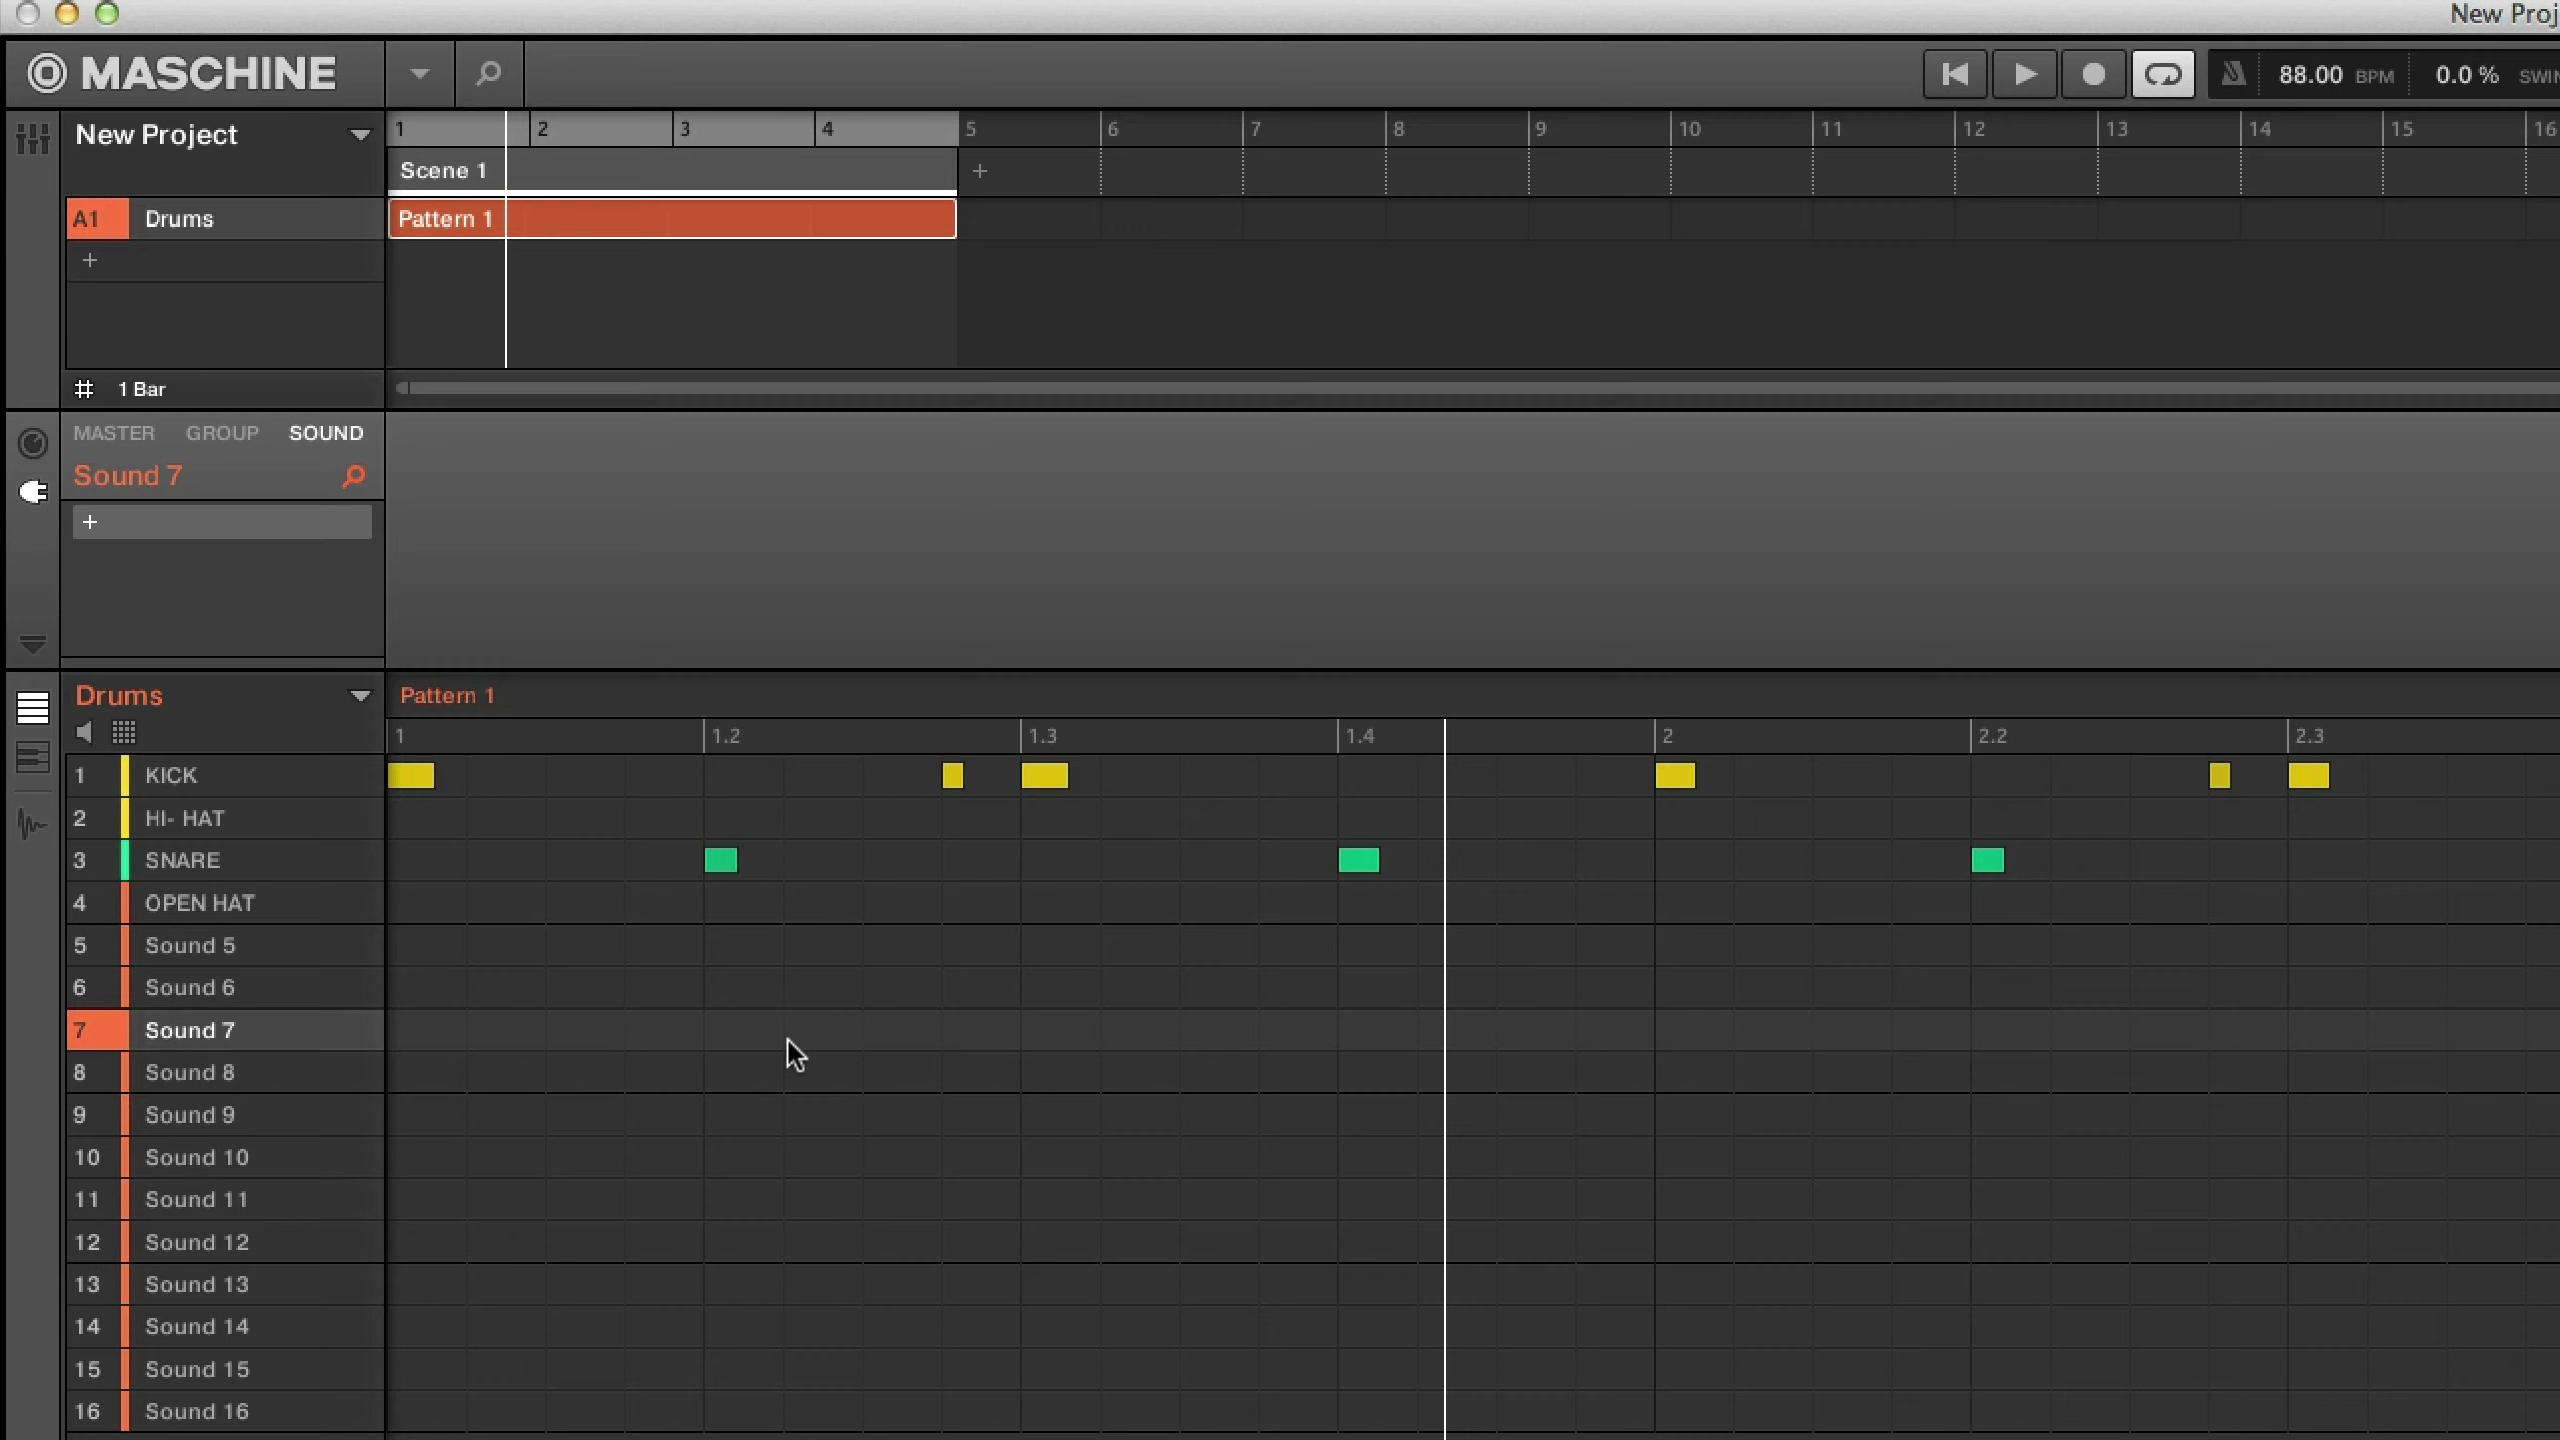 New Proj
MASCHINE
88.00 BPM 0.0 % SWIN
New Project
1 2 3 4 5 6 7 8 9 10 11 12 13 14 15 16
Scene 1 +
A1 Drums Pattern 1
+
1 Bar
MASTER GROUP SOUND
Sound 7
+
Drums Pattern 1
1 1.2 1.3 1.4 2 2.2 2.3
1 KICK
2 HI- HAT
3 SNARE
4 OPEN HAT
5 Sound 5
6 Sound 6
7 Sound 7
8 Sound 8
9 Sound 9
10 Sound 10
11 Sound 11
12 Sound 12
13 Sound 13
14 Sound 14
15 Sound 15
16 Sound 16